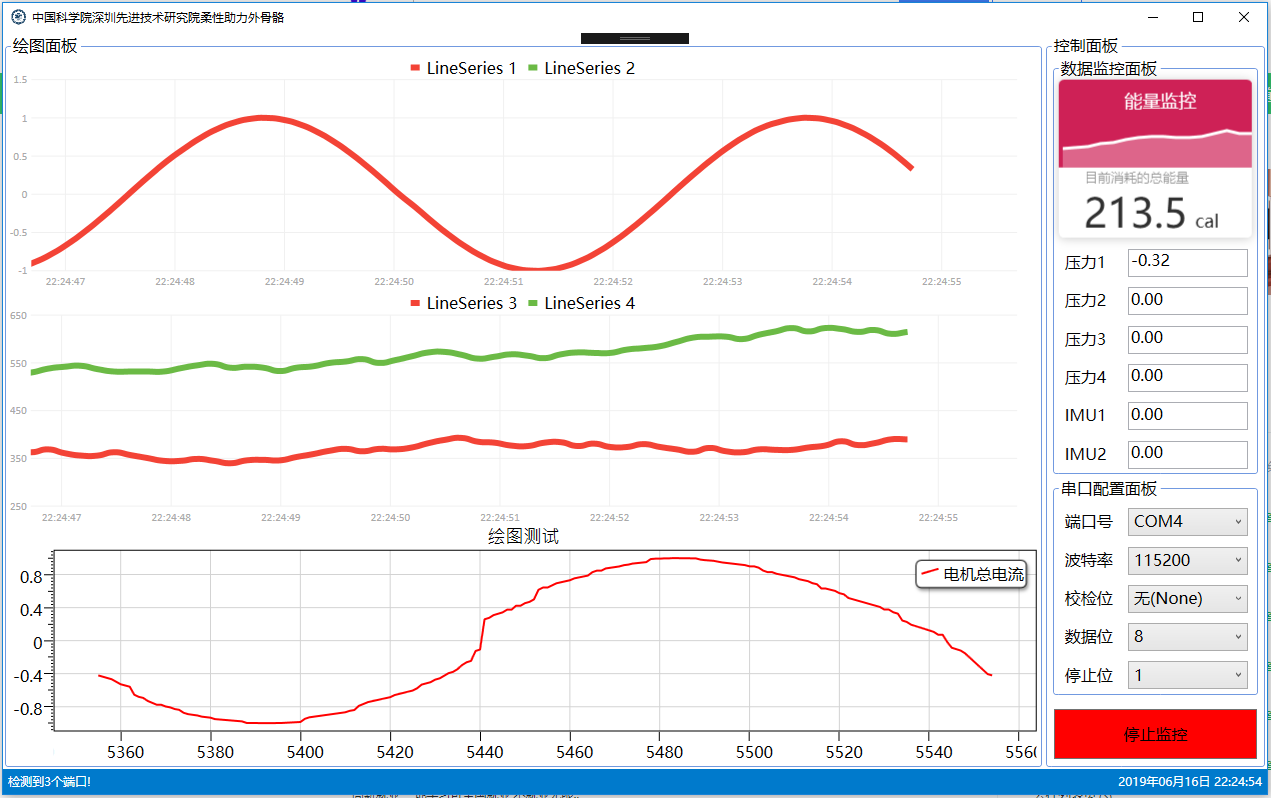 中国科学院深圳先进技术研究院柔性助力外骨骼
绘图面板
LineSeries 1 LineSeries 2
1.5
1
0.5
0
-0.5
-1
22:24:47 22:24:48 22:24:49 22:24:50 22:24:51 22:24:52 22:24:53 22:24:54 22:24:55
LineSeries 3 LineSeries 4
650
550
450
350
250
22:24:47 22:24:48 22:24:49 22:24:50 22:24:51 22:24:52 22:24:53 22:24:54 22:24:55
绘图测试
电机总电流
0.8
0.4
0
-0.4
-0.8
5360 5380 5400 5420 5440 5460 5480 5500 5520 5540
控制面板
数据监控面板
能量监控
目前消耗的总能量
213.5 cal
压力1 -0.32
压力2 0.00
压力3 0.00
压力4 0.00
IMU1 0.00
IMU2 0.00
串口配置面板
端口号 COM4
波特率 115200
校检位 无(None)
数据位 8
停止位 1
停止监控
检测到3个端口!
2019年06月16日 22:24:54